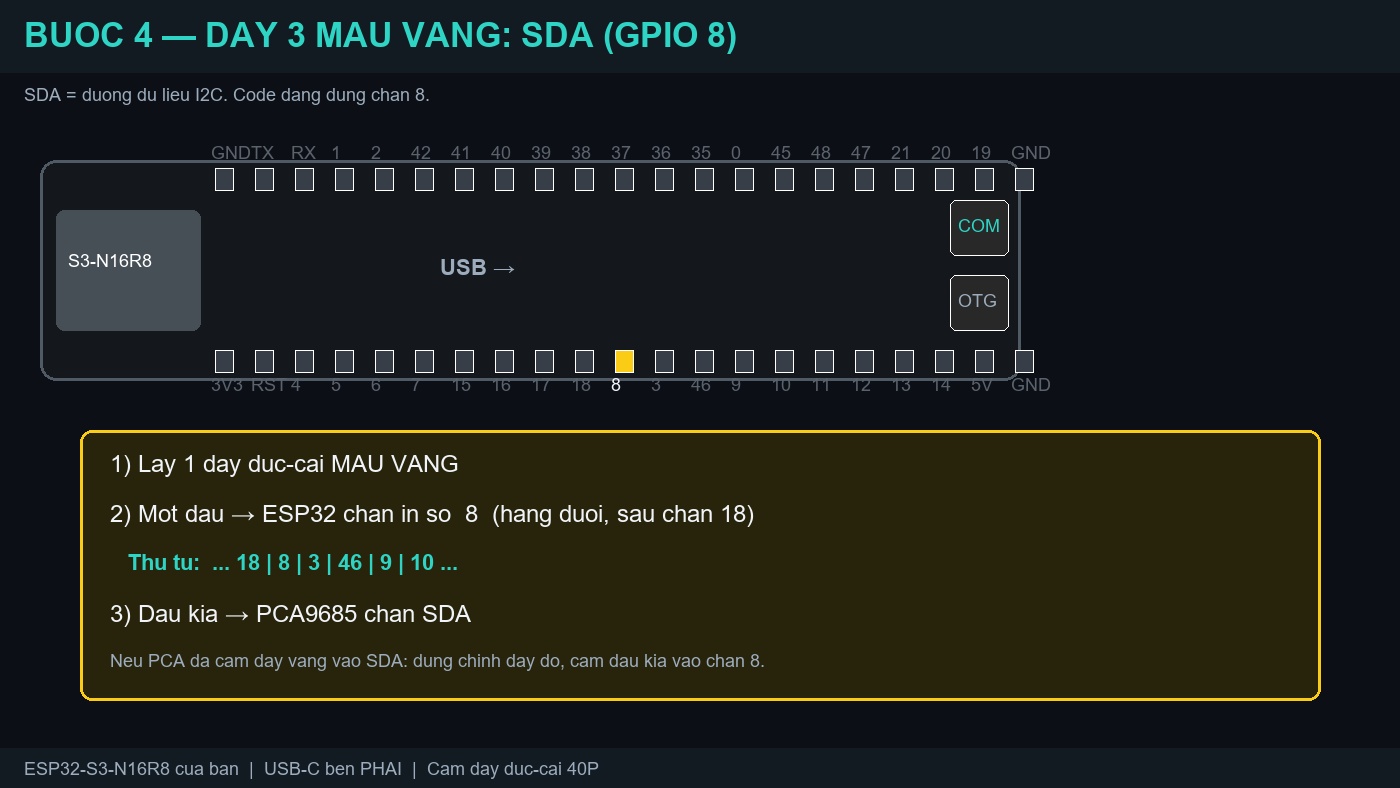 BUOC 4 — DAY 3 MAU VANG: SDA (GPIO 8)
SDA = duong du lieu I2C. Code dang dung chan 8.
GND TX RX 1 2 42 41 40 39 38 37 36 35 0 45 48 47 21 20 19 GND
COM
S3-N16R8
USB →
OTG
3V3 RST 4 5 6 7 15 16 17 18 8 3 46 9 10 11 12 13 14 5V GND
1) Lay 1 day duc-cai MAU VANG
2) Mot dau → ESP32 chan in so 8 (hang duoi, sau chan 18)
Thu tu: ... 18 | 8 | 3 | 46 | 9 | 10 ...
3) Dau kia → PCA9685 chan SDA
Neu PCA da cam day vang vao SDA: dung chinh day do, cam dau kia vao chan 8.
ESP32-S3-N16R8 cua ban | USB-C ben PHAI | Cam day duc-cai 40P